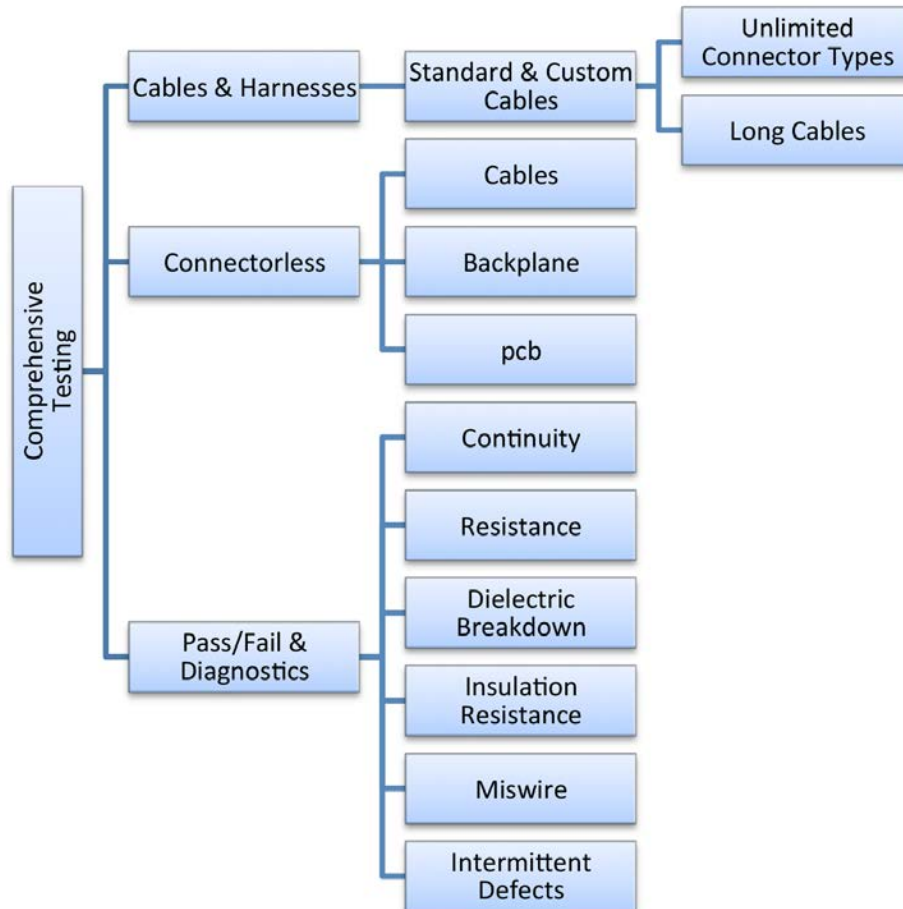 Comprehensive
Testing
Cables & Harnesses
Standard & Custom
Cables
Unlimited
Connector Types
Long Cables
Connectorless
Cables
Backplane
pcb
Pass/Fail &
Diagnostics
Continuity
Resistance
Dielectric
Breakdown
Insulation
Resistance
Miswire
Intermittent
Defects